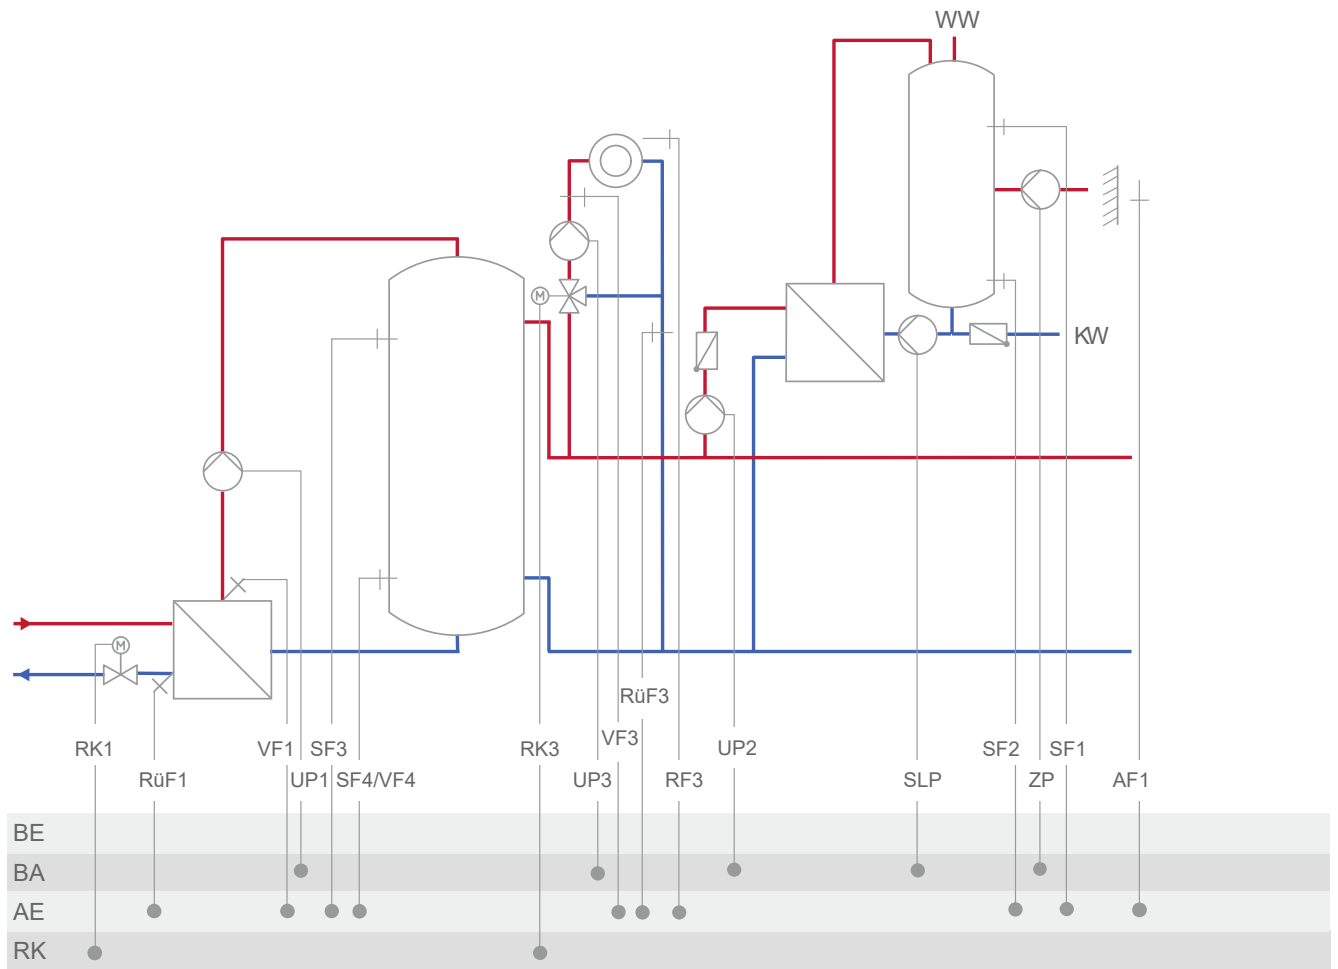 WW
M
KW
M
RüF3
VF3
RK1
VF1
SF3
RK3
UP2
SF2
SF1
RüF1
UP1
SF4/VF4
UP3
RF3
SLP
ZP
AF1
BE
BA
AE
RK